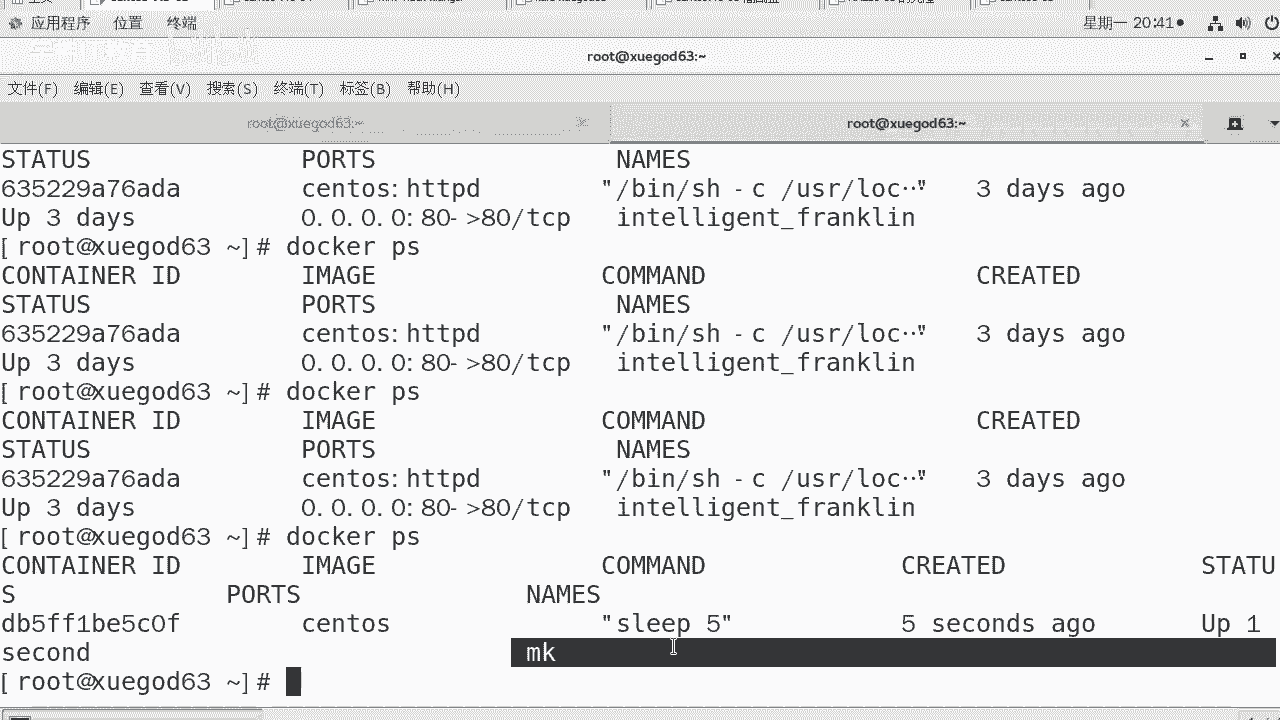 应用程序 位置 终端 星期一 20:41
root@xuegod63:~
文件(F) 编辑(E) 查看(V) 搜索(S) 终端(T) 标签(B) 帮助(H)
root@xuegod63:~ root@xuegod63:~
STATUS PORTS NAMES
635229a76ada centos:httpd "/bin/sh -c /usr/loc…" 3 days ago
Up 3 days 0.0.0.0:80->80/tcp intelligent_franklin
[root@xuegod63 ~]# docker ps
CONTAINER ID IMAGE COMMAND CREATED
STATUS PORTS NAMES
635229a76ada centos:httpd "/bin/sh -c /usr/loc…" 3 days ago
Up 3 days 0.0.0.0:80->80/tcp intelligent_franklin
[root@xuegod63 ~]# docker ps
CONTAINER ID IMAGE COMMAND CREATED
STATUS PORTS NAMES
635229a76ada centos:httpd "/bin/sh -c /usr/loc…" 3 days ago
Up 3 days 0.0.0.0:80->80/tcp intelligent_franklin
[root@xuegod63 ~]# docker ps
CONTAINER ID IMAGE COMMAND CREATED STATU
S PORTS NAMES
db5ff1be5c0f centos "sleep 5" 5 seconds ago Up 1
second mk
[root@xuegod63 ~]#